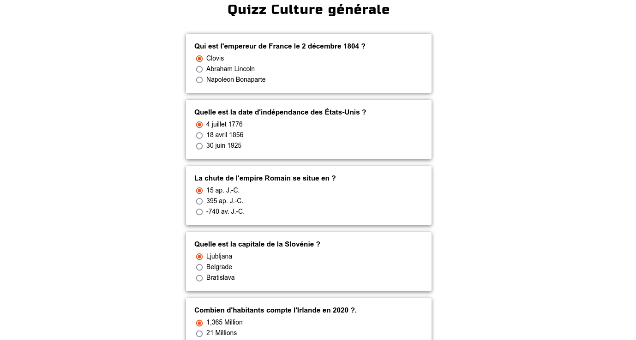 Quizz Culture générale
Qui est l'empereur de France le 2 décembre 1804 ?
Clovis
Abraham Lincoln
Napoleon Bonaparte
Quelle est la date d'indépendance des États-Unis ?
4 juillet 1776
18 avril 1856
30 juin 1925
La chute de l'empire Romain se situe en ?
15 ap. J.-C.
395 ap. J.-C.
-740 av. J.-C.
Quelle est la capitale de la Slovénie ?
Ljubljana
Belgrade
Bratislava
Combien d'habitants compte l'Irlande en 2020 ?.
1,365 Million
21 Millions